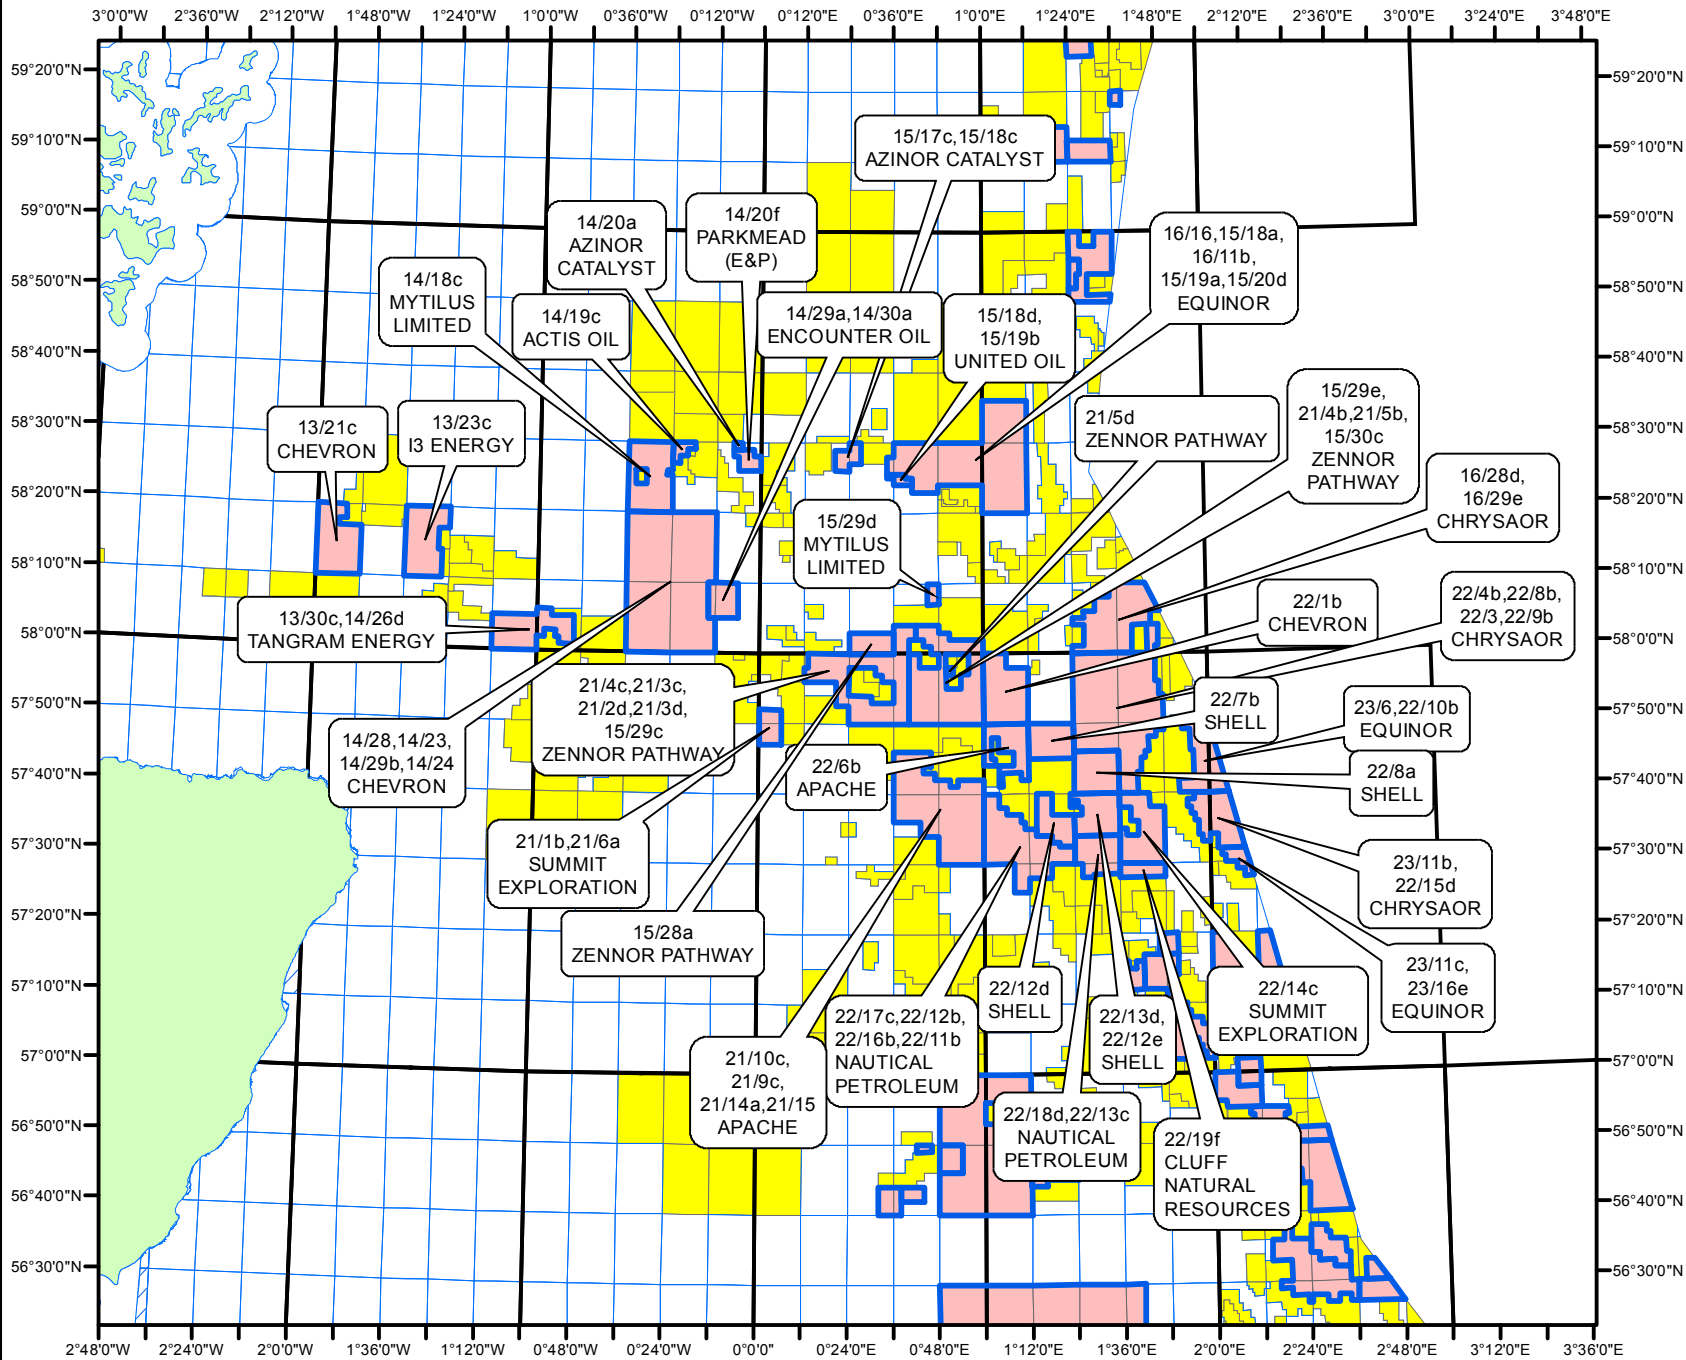 3°0'0"W 2°36'0"W 2°12'0"W 1°48'0"W 1°24'0"W 1°0'0"W 0°36'0"W 0°12'0"W 0°12'0"E 0°36'0"E 1°0'0"E 1°24'0"E 1°48'0"E 2°12'0"E 2°36'0"E 3°0'0"E 3°24'0"E 3°48'0"E
59°20'0"N
59°20'0"N
59°10'0"N
59°10'0"N
59°0'0"N
59°0'0"N
58°50'0"N
58°50'0"N
58°40'0"N
58°40'0"N
58°30'0"N
58°30'0"N
58°20'0"N
58°20'0"N
58°10'0"N
58°10'0"N
58°0'0"N
58°0'0"N
57°50'0"N
57°50'0"N
57°40'0"N
57°40'0"N
57°30'0"N
57°30'0"N
57°20'0"N
57°20'0"N
57°10'0"N
57°10'0"N
57°0'0"N
57°0'0"N
56°50'0"N
56°50'0"N
56°40'0"N
56°40'0"N
56°30'0"N
56°30'0"N
15/17c,15/18c
AZINOR CATALYST
14/20a
AZINOR
CATALYST
14/20f
PARKMEAD
(E&P)
16/16,15/18a,
16/11b,
15/19a,15/20d
EQUINOR
14/18c
MYTILUS
LIMITED
14/19c
ACTIS OIL
14/29a,14/30a
ENCOUNTER OIL
15/18d,
15/19b
UNITED OIL
13/21c
CHEVRON
13/23c
I3 ENERGY
21/5d
ZENNOR PATHWAY
15/29e,
21/4b,21/5b,
15/30c
ZENNOR
PATHWAY
16/28d,
16/29e
CHRYSAOR
15/29d
MYTILUS
LIMITED
13/30c,14/26d
TANGRAM ENERGY
22/1b
CHEVRON
22/4b,22/8b,
22/3,22/9b
CHRYSAOR
21/4c,21/3c,
21/2d,21/3d,
15/29c
ZENNOR PATHWAY
22/7b
SHELL
23/6,22/10b
EQUINOR
14/28,14/23,
14/29b,14/24
CHEVRON
22/6b
APACHE
22/8a
SHELL
21/1b,21/6a
SUMMIT
EXPLORATION
23/11b,
22/15d
CHRYSAOR
15/28a
ZENNOR PATHWAY
23/11c,
23/16e
EQUINOR
22/12d
SHELL
22/14c
SUMMIT
EXPLORATION
22/17c,22/12b,
22/16b,22/11b
NAUTICAL
PETROLEUM
22/13d,
22/12e
SHELL
21/10c,
21/9c,
21/14a,21/15
APACHE
22/18d,22/13c
NAUTICAL
PETROLEUM
22/19f
CLUFF
NATURAL
RESOURCES
2°48'0"W 2°24'0"W 2°0'0"W 1°36'0"W 1°12'0"W 0°48'0"W 0°24'0"W 0°0'0" 0°24'0"E 0°48'0"E 1°12'0"E 1°36'0"E 2°0'0"E 2°24'0"E 2°48'0"E 3°12'0"E 3°36'0"E